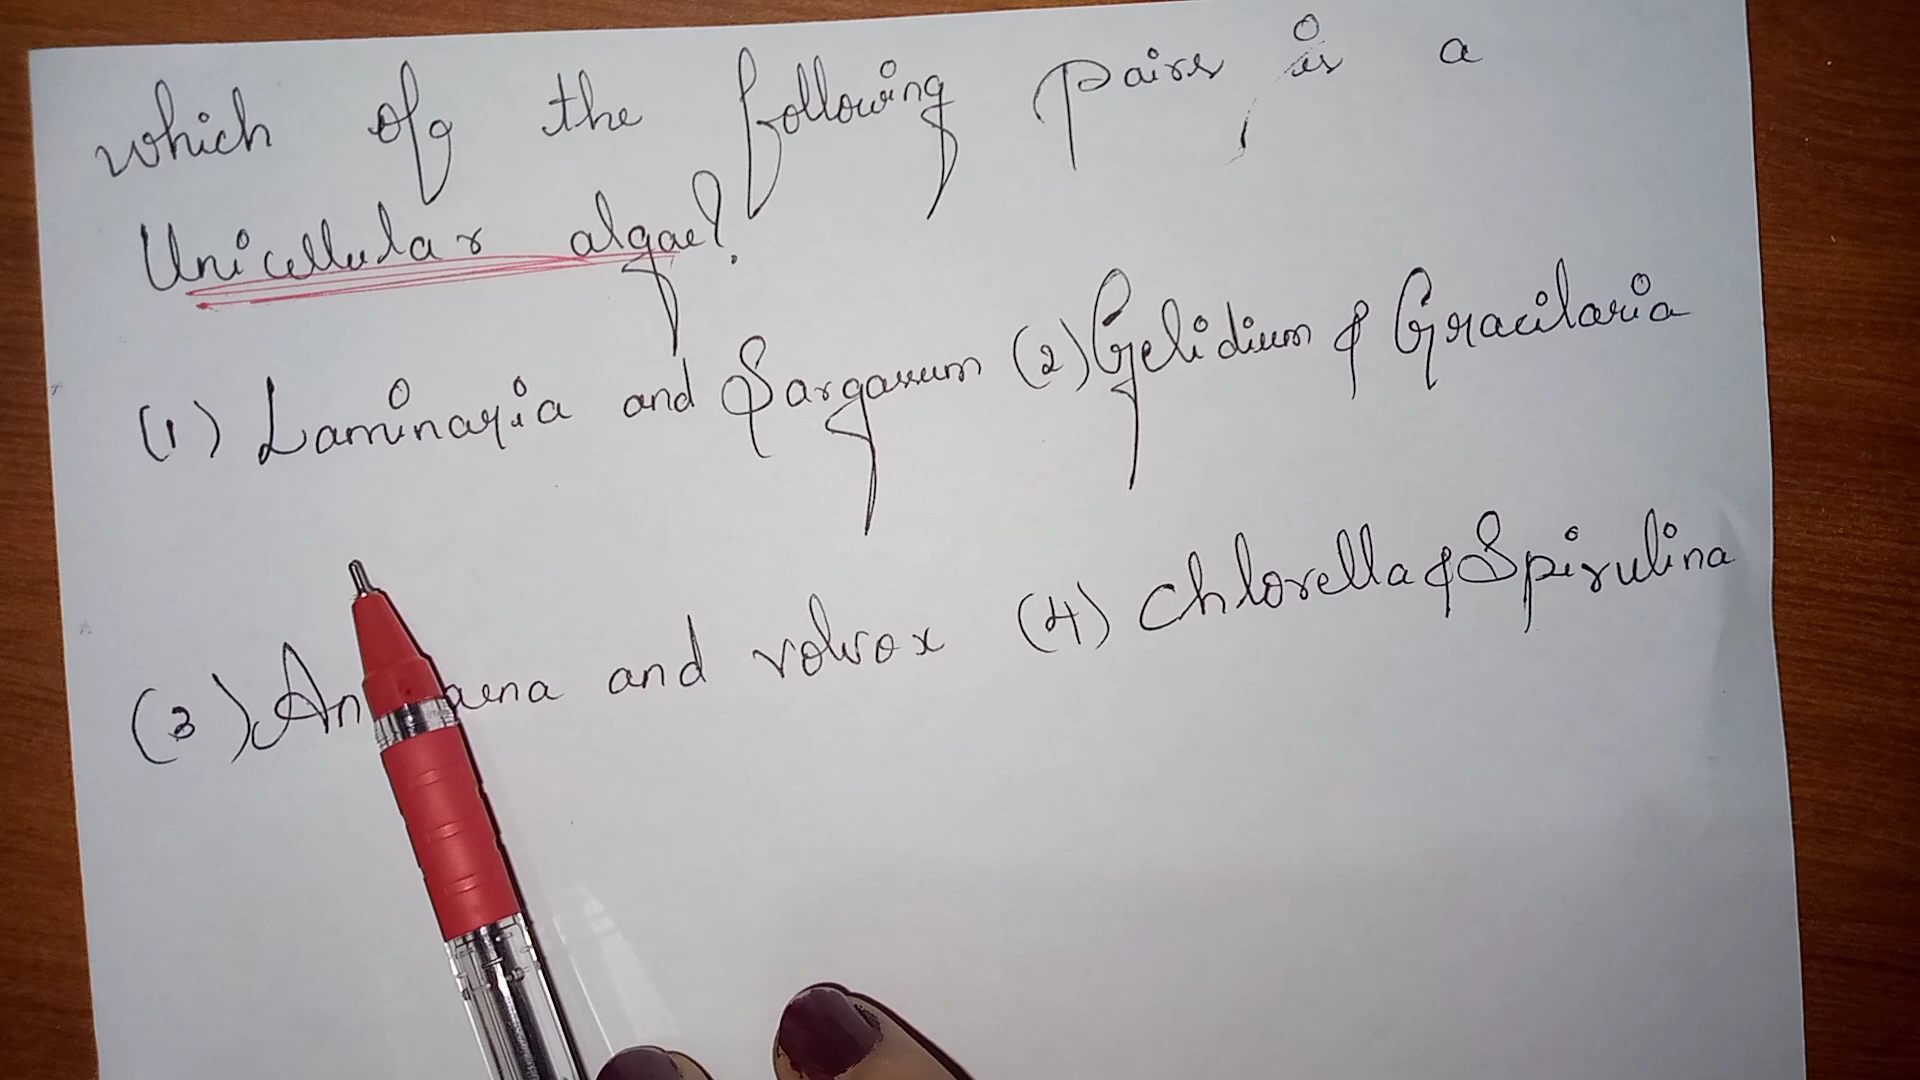 which of the following pairs is a
Unicellular algae?
(1) Laminaria and Sargassum (2) Gelidium & Gracilaria
(3) and volvox (4) Chlorella & Spirulina